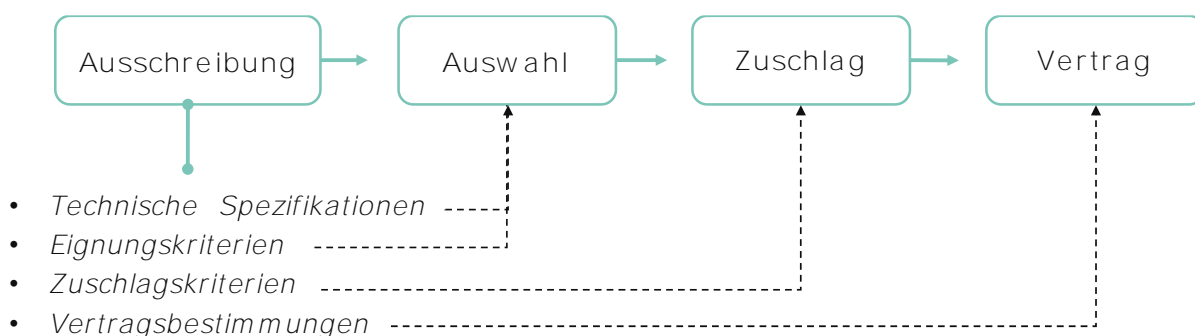 Ausschreibung
Auswahl
Zuschlag
Vertrag
• Technische Spezifikationen
• Eignungskriterien
• Zuschlagskriterien
• Vertragsbestimmungen